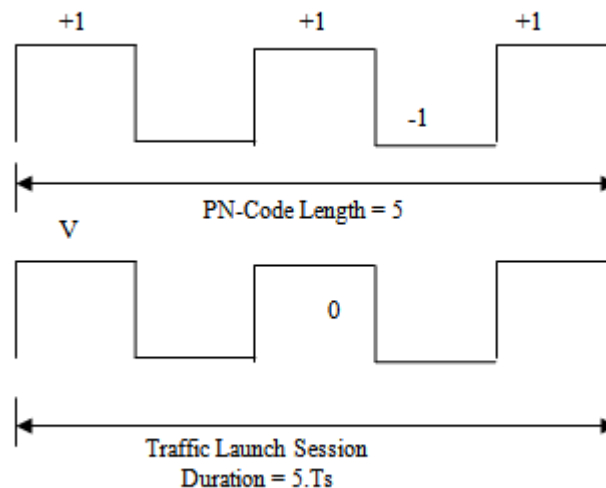 +1 +1 +1
-1
PN-Code Length = 5
V
0
Traffic Launch Session
Duration = 5.Ts